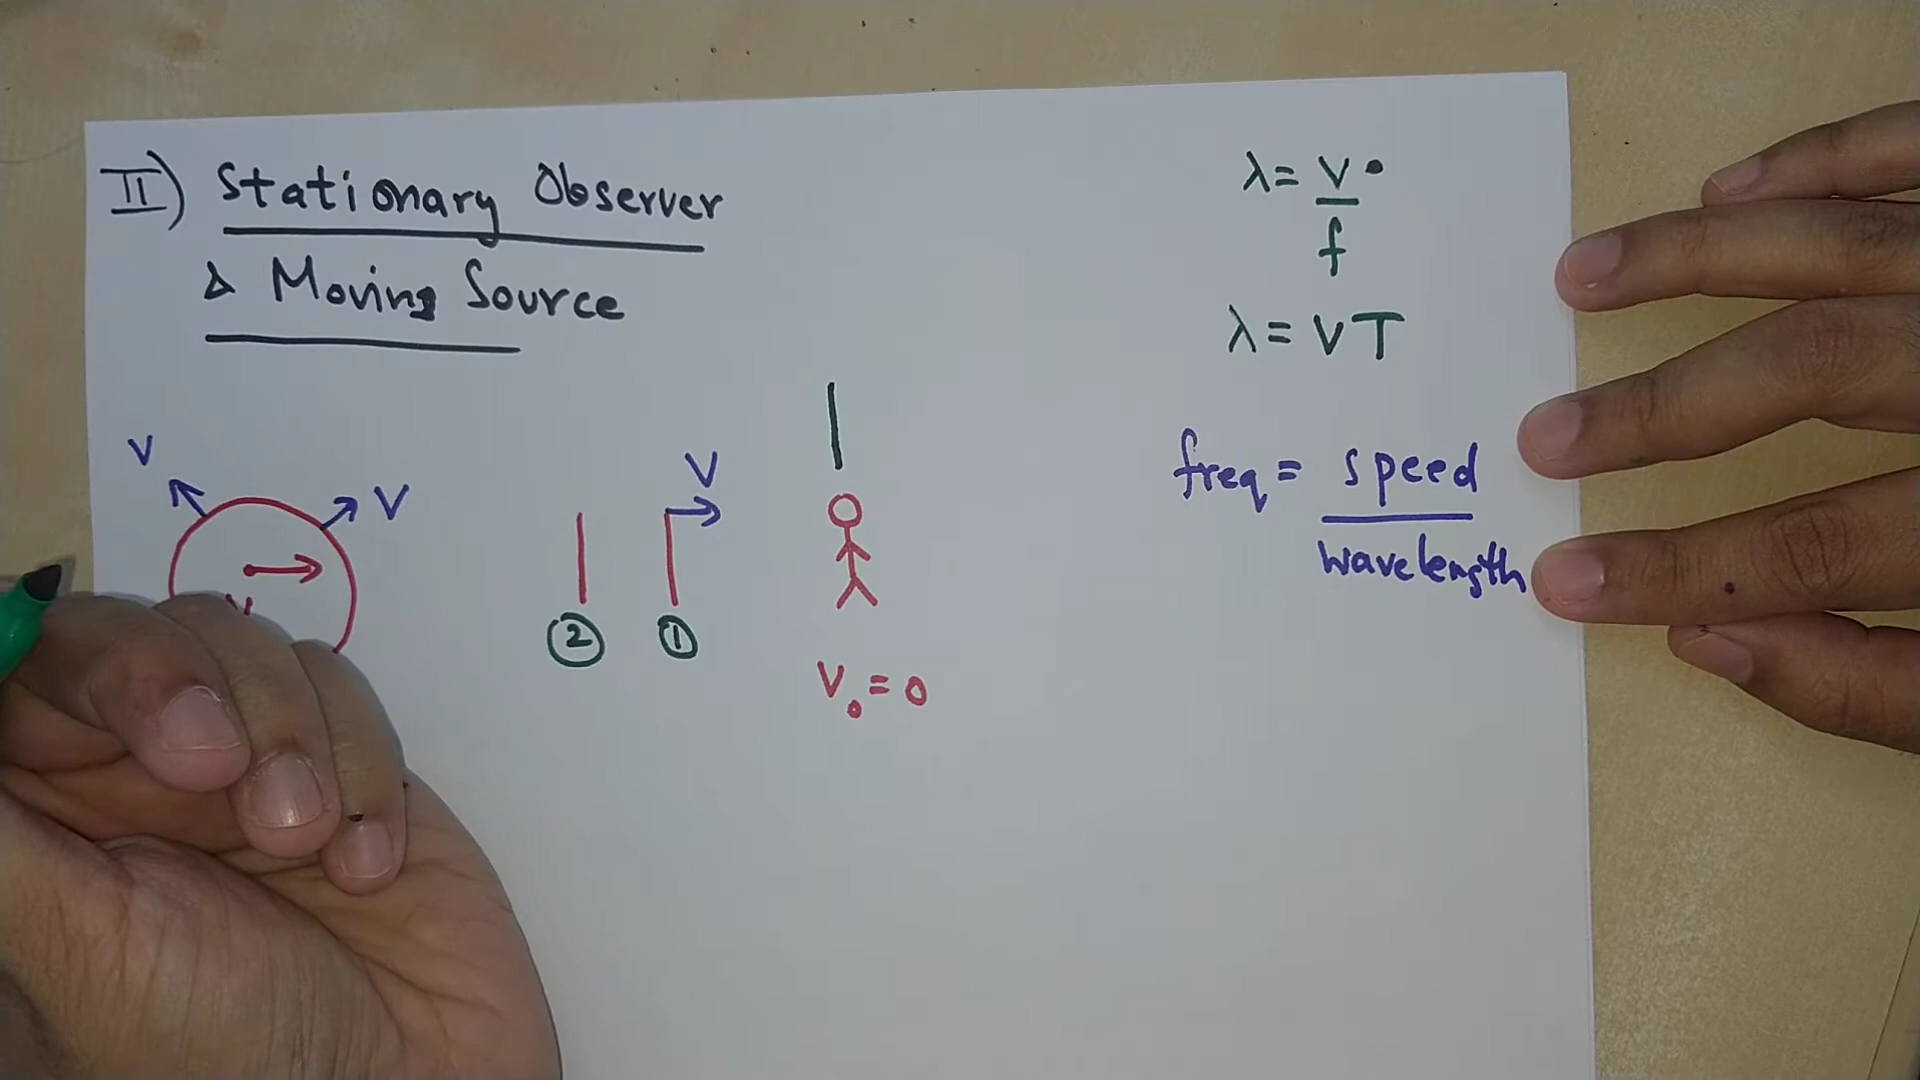 II) Stationary Observer
& Moving Source
λ = V
f
λ = VT
freq = speed
wavelength
V
V
V
2
1
V₀ = 0